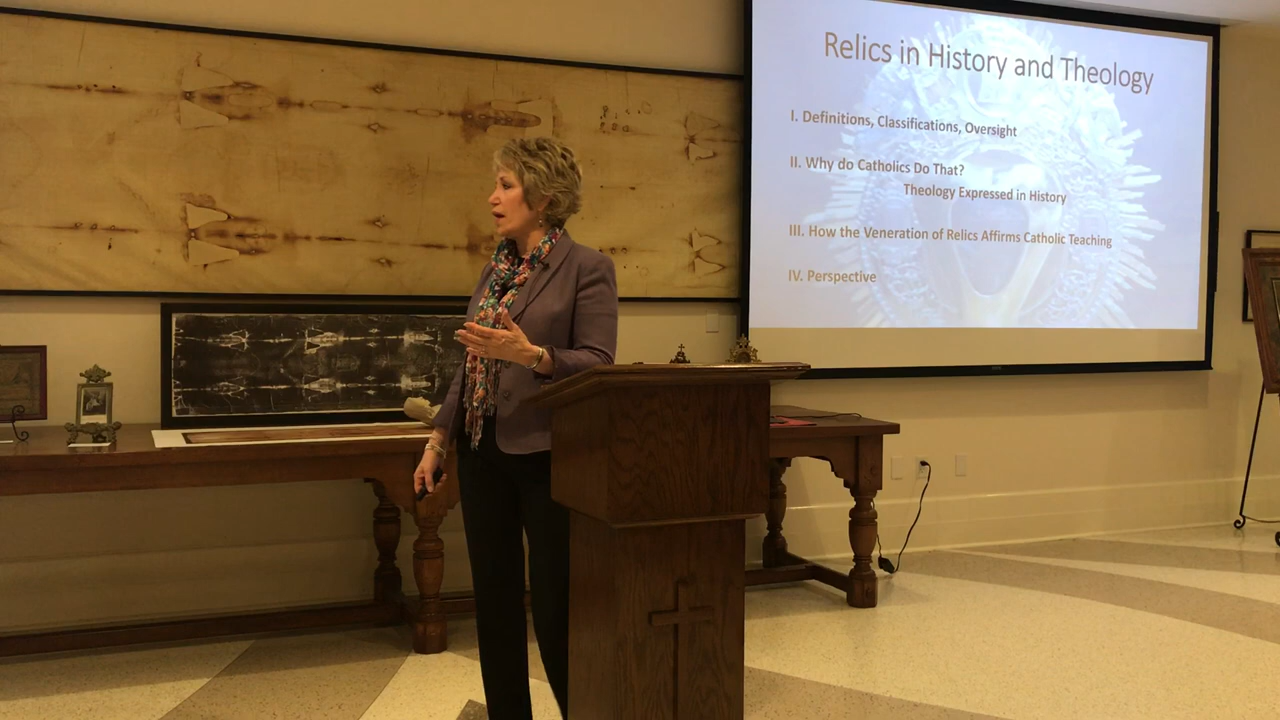 Relics in History and Theology
I. Definitions, Classifications, Oversight
II. Why do Catholics Do That?
Theology Expressed in History
III. How the Veneration of Relics Affirms Catholic Teaching
IV. Perspective